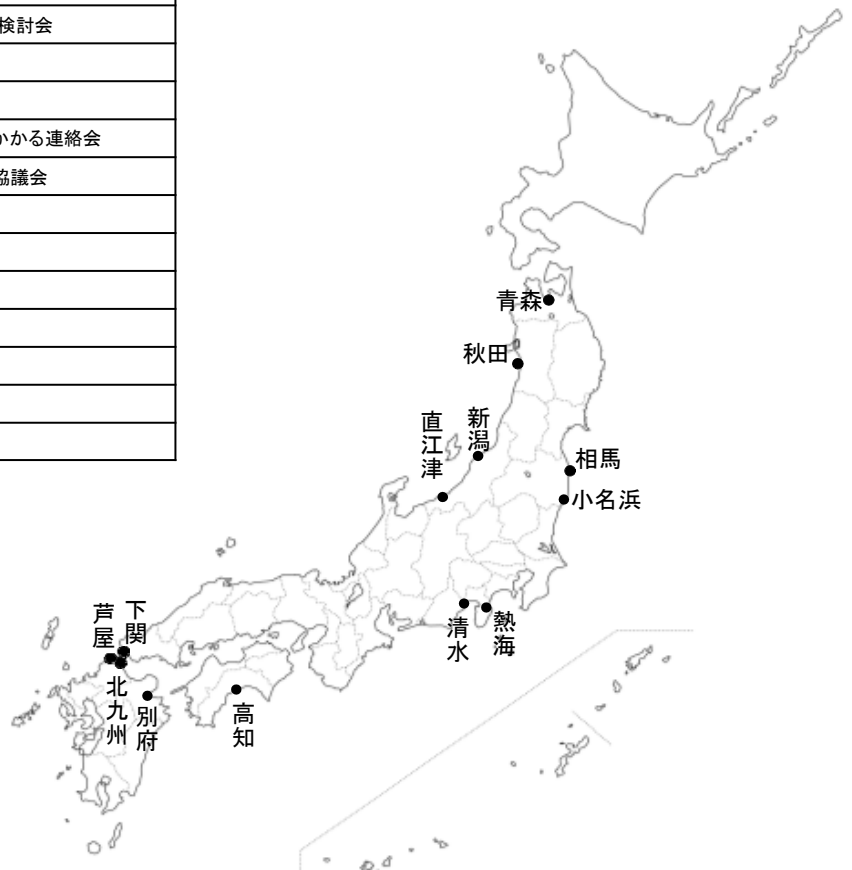 検討会
かかる連絡会
協議会
青森
秋田
新潟
直江津
相馬
小名浜
清水
熱海
下関
芦屋
北九州
別府
高知